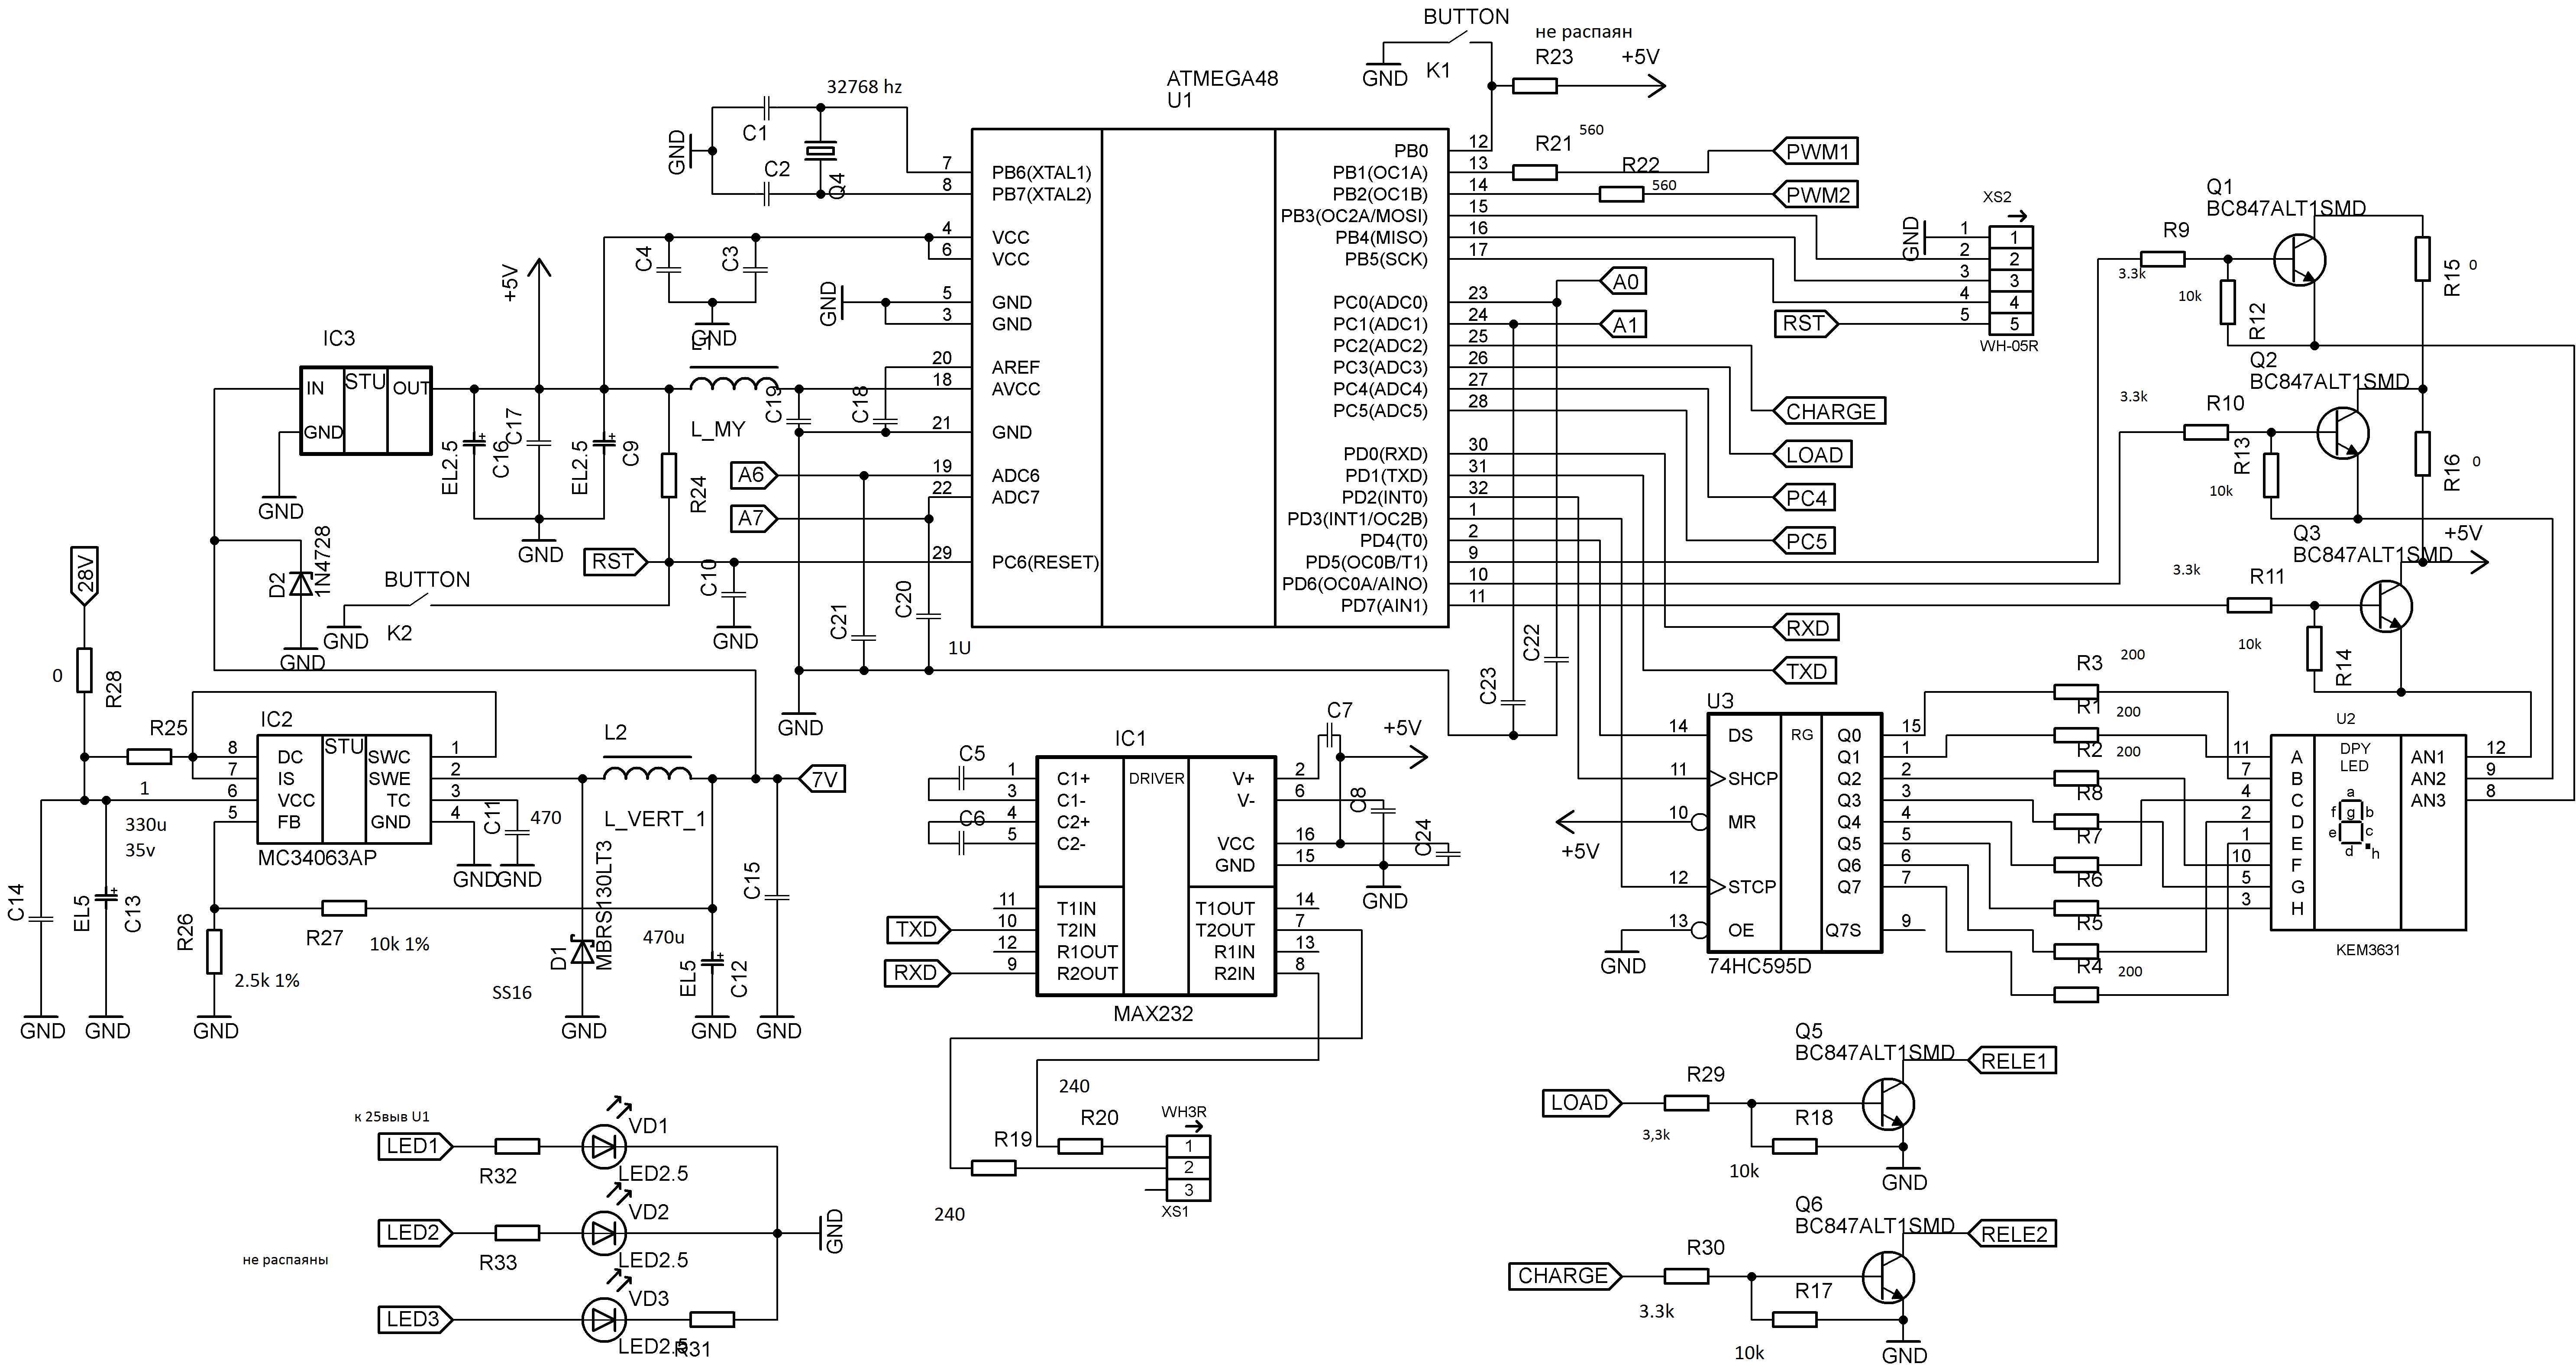 BUTTON
K1
GND
не распаян
R23
+5V
ATMEGA48
U1
32768 hz
C1
C2
Q4
GND
7
8
4
6
5
3
20
18
21
19
22
29
PB6(XTAL1)
PB7(XTAL2)
VCC
VCC
GND
GND
AREF
AVCC
GND
ADC6
ADC7
PC6(RESET)
PB0
PB1(OC1A)
PB2(OC1B)
PB3(OC2A/MOSI)
PB4(MISO)
PB5(SCK)
PC0(ADC0)
PC1(ADC1)
PC2(ADC2)
PC3(ADC3)
PC4(ADC4)
PC5(ADC5)
PD0(RXD)
PD1(TXD)
PD2(INT0)
PD3(INT1/OC2B)
PD4(T0)
PD5(OC0B/T1)
PD6(OC0A/AINO)
PD7(AIN1)
12
13
14
15
16
17
23
24
25
26
27
28
30
31
32
1
2
9
10
11
R21
560
R22
560
PWM1
PWM2
A0
A1
CHARGE
LOAD
PC4
PC5
RXD
TXD
C22
C23
XS2
GND
1
2
3
4
5
1
2
3
4
5
RST
WH-05R
Q1
BC847ALT1SMD
R9
3.3k
10k
R12
R15
0
Q2
BC847ALT1SMD
R10
3.3k
R13
10k
R16
0
Q3
BC847ALT1SMD
+5V
R11
3.3k
10k
R14
C4
C3
GND
GND
+5V
IC3
IN
STU
OUT
GND
GND
EL2.5
C16
C17
EL2.5
C9
GND
L1
L_MY
C19
C18
R24
A6
A7
RST
C10
GND
C21
C20
1U
GND
D2
1N4728
GND
BUTTON
K2
GND
28V
0
R28
R25
1
IC2
8
7
6
5
DC
IS
VCC
FB
STU
SWC
SWE
TC
GND
1
2
3
4
MC34063AP
330u
35v
C14
EL5
C13
GND
GND
R26
2.5k 1%
GND
R27
10k 1%
C11
470
GND
GND
L2
L_VERT_1
7V
D1
MBRS130LT3
SS16
GND
470u
EL5
C12
GND
C15
GND
IC1
C5
C6
1
3
4
5
11
10
12
9
C1+
C1-
C2+
C2-
T1IN
T2IN
R1OUT
R2OUT
DRIVER
V+
V-
VCC
GND
T1OUT
T2OUT
R1IN
R2IN
2
6
16
15
14
7
13
8
TXD
RXD
MAX232
C7
+5V
C8
C24
GND
240
R20
R19
240
WH3R
1
2
3
XS1
U3
14
11
10
12
13
DS
SHCP
MR
STCP
OE
RG
Q0
Q1
Q2
Q3
Q4
Q5
Q6
Q7
Q7S
15
1
2
3
4
5
6
7
9
+5V
GND
74HC595D
R3
200
R1
200
R2
200
R8
R7
R6
R5
R4
200
U2
11
7
4
2
1
10
5
3
A
B
C
D
E
F
G
H
DPY
LED
a
f
g
b
e
c
d
h
AN1
AN2
AN3
12
9
8
KEM3631
к 25выв U1
LED1
R32
VD1
LED2.5
LED2
R33
VD2
LED2.5
не распаяны
LED3
VD3
LED2.5
R31
GND
Q5
BC847ALT1SMD
RELE1
LOAD
R29
3,3k
R18
10k
GND
Q6
BC847ALT1SMD
RELE2
CHARGE
R30
3.3k
R17
10k
GND